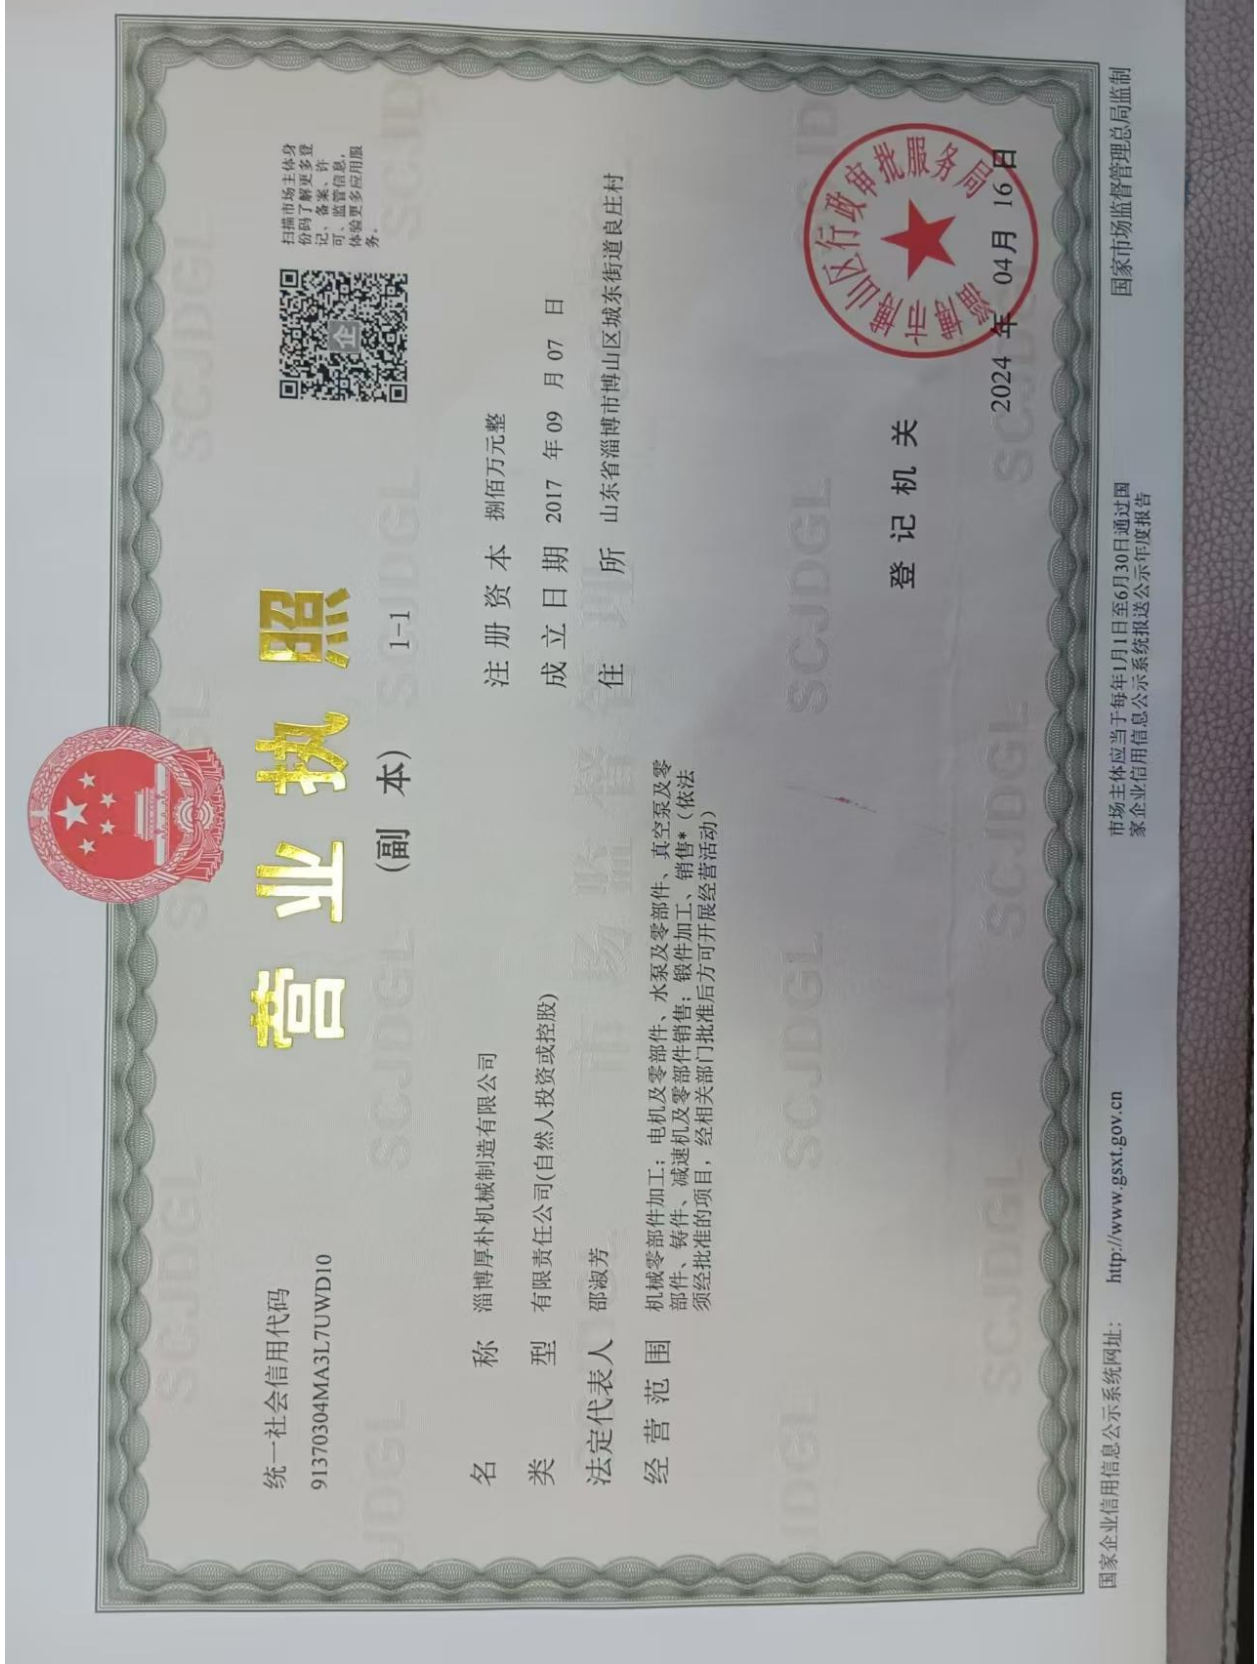 统一社会信用代码
91370304MA3L7UWD10
营业执照
(副 本)
1-1
扫描市场主体身
份码了解更多登
记、备案、许
可、监管信息，
体验更多应用服
务。
企
名 称 淄博厚朴机械制造有限公司
类 型 有限责任公司(自然人投资或控股)
法定代表人 邵淑芳
经营范围 机械零部件加工；电机及零部件、水泵及零部件、真空泵及零
部件、铸件、减速机及零部件销售；锻件加工、销售*（依法
须经批准的项目，经相关部门批准后方可开展经营活动）
注册资本 捌佰万元整
成立日期 2017 年 09 月 07 日
住 所 山东省淄博市博山区城东街道良庄村
登记机关
淄博市博山区行政审批服务局
2024 年 04月 16日
国家企业信用信息公示系统网址： http://www.gsxt.gov.cn
市场主体应当于每年1月1日至6月30日通过国
家企业信用信息公示系统报送公示年度报告
国家市场监督管理总局监制
SCJDGL
市场监督管理